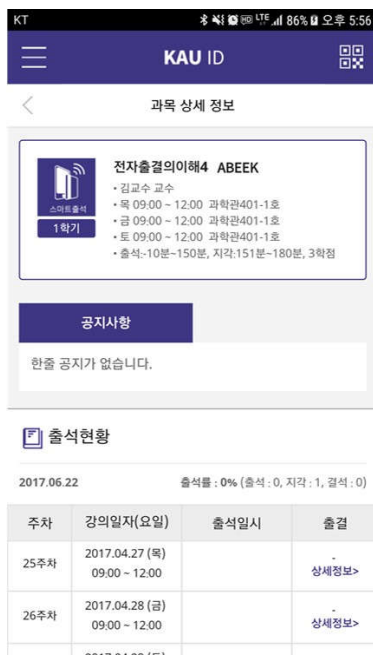 KT LTE 86% 오후 5:56
KAU ID
과목 상세 정보
스마트출석
1학기
전자출결의이해4 ABEEK
• 김교수 교수
• 목 09:00 ~ 12:00 과학관401-1호
• 금 09:00 ~ 12:00 과학관401-1호
• 토 09:00 ~ 12:00 과학관401-1호
• 출석:-10분~150분, 지각:151분~180분, 3학점
공지사항
한줄 공지가 없습니다.
출석현황
2017.06.22 출석률 : 0% (출석 : 0, 지각 : 1, 결석 : 0)
주차 강의일자(요일) 출석일시 출결
25주차 2017.04.27 (목) -
09:00 ~ 12:00 상세정보>
26주차 2017.04.28 (금) -
09:00 ~ 12:00 상세정보>